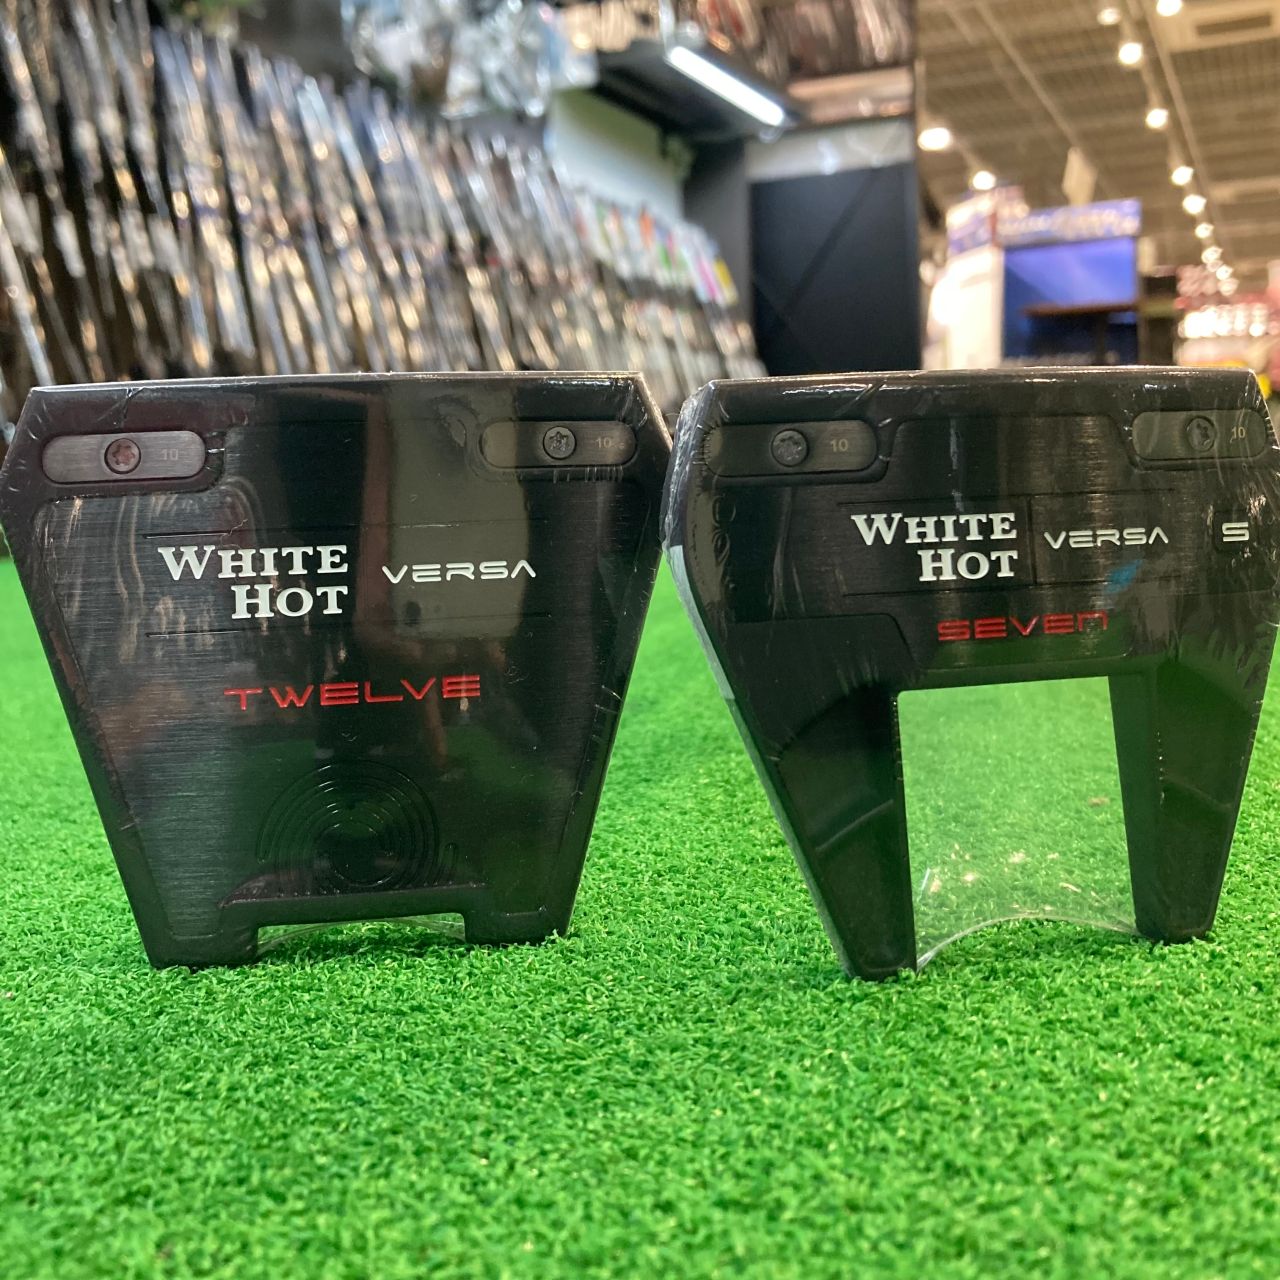 10 10
WHITE
HOT VERSA
TWELVE
10 10
WHITE
HOT VERSA S
SEVEN